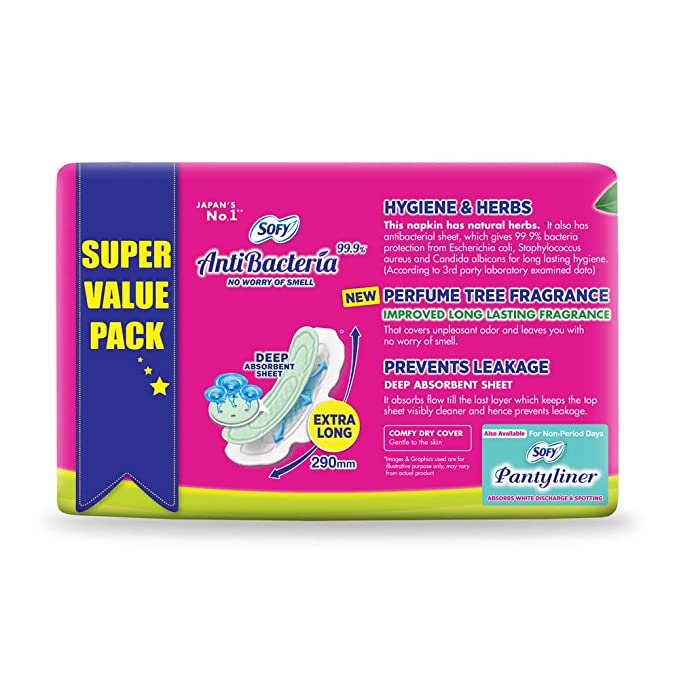 SUPER
VALUE
PACK
JAPAN'S
No.1**
SOFY
AntiBacteria 99.9%
NO WORRY OF SMELL
DEEP
ABSORBENT
SHEET
EXTRA
LONG
290mm
HYGIENE & HERBS
This napkin has natural herbs. It also has
antibacterial sheet, which gives 99.9% bacteria
protection from Escherichia coli, Staphylococcus
aureus and Candida albicans for long lasting hygiene.
(According to 3rd party laboratory examined data)
NEW PERFUME TREE FRAGRANCE
IMPROVED LONG LASTING FRAGRANCE
That covers unpleasant odor and leaves you with
no worry of smell.
PREVENTS LEAKAGE
DEEP ABSORBENT SHEET
It absorbs flow till the last layer which keeps the top
sheet visibly cleaner and hence prevents leakage.
COMFY DRY COVER
Gentle to the skin
*Images & Graphics used are for
illustrative purpose only, may vary
from actual product
Also Available For Non-Period Days
SOFY
Pantyliner
ABSORBS WHITE DISCHARGE & SPOTTING